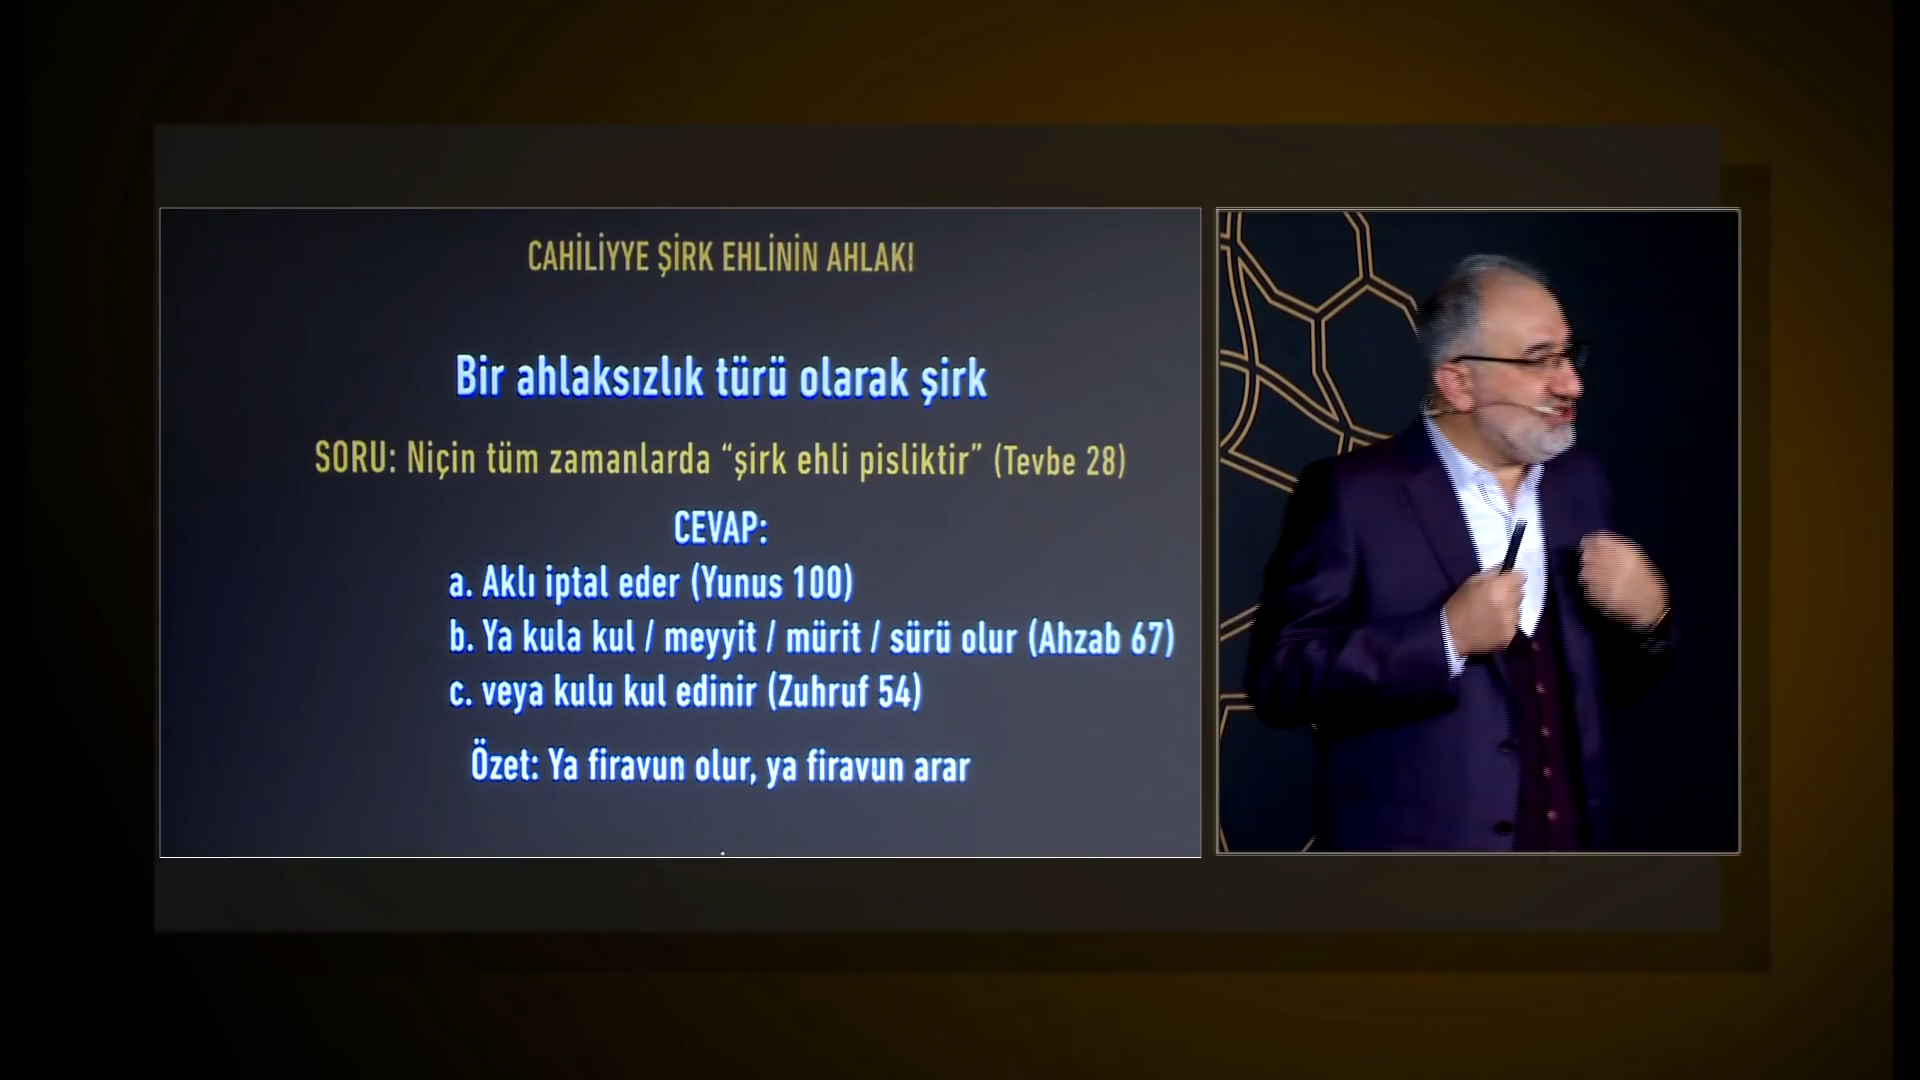 CAHİLİYYE ŞİRK EHLİNİN AHLAKI
Bir ahlaksızlık türü olarak şirk
SORU: Niçin tüm zamanlarda “şirk ehli pisliktir” (Tevbe 28)
CEVAP:
a. Aklı iptal eder (Yunus 100)
b. Ya kula kul / meyyit / mürit / sürü olur (Ahzab 67)
c. veya kulu kul edinir (Zuhruf 54)
Özet: Ya firavun olur, ya firavun arar